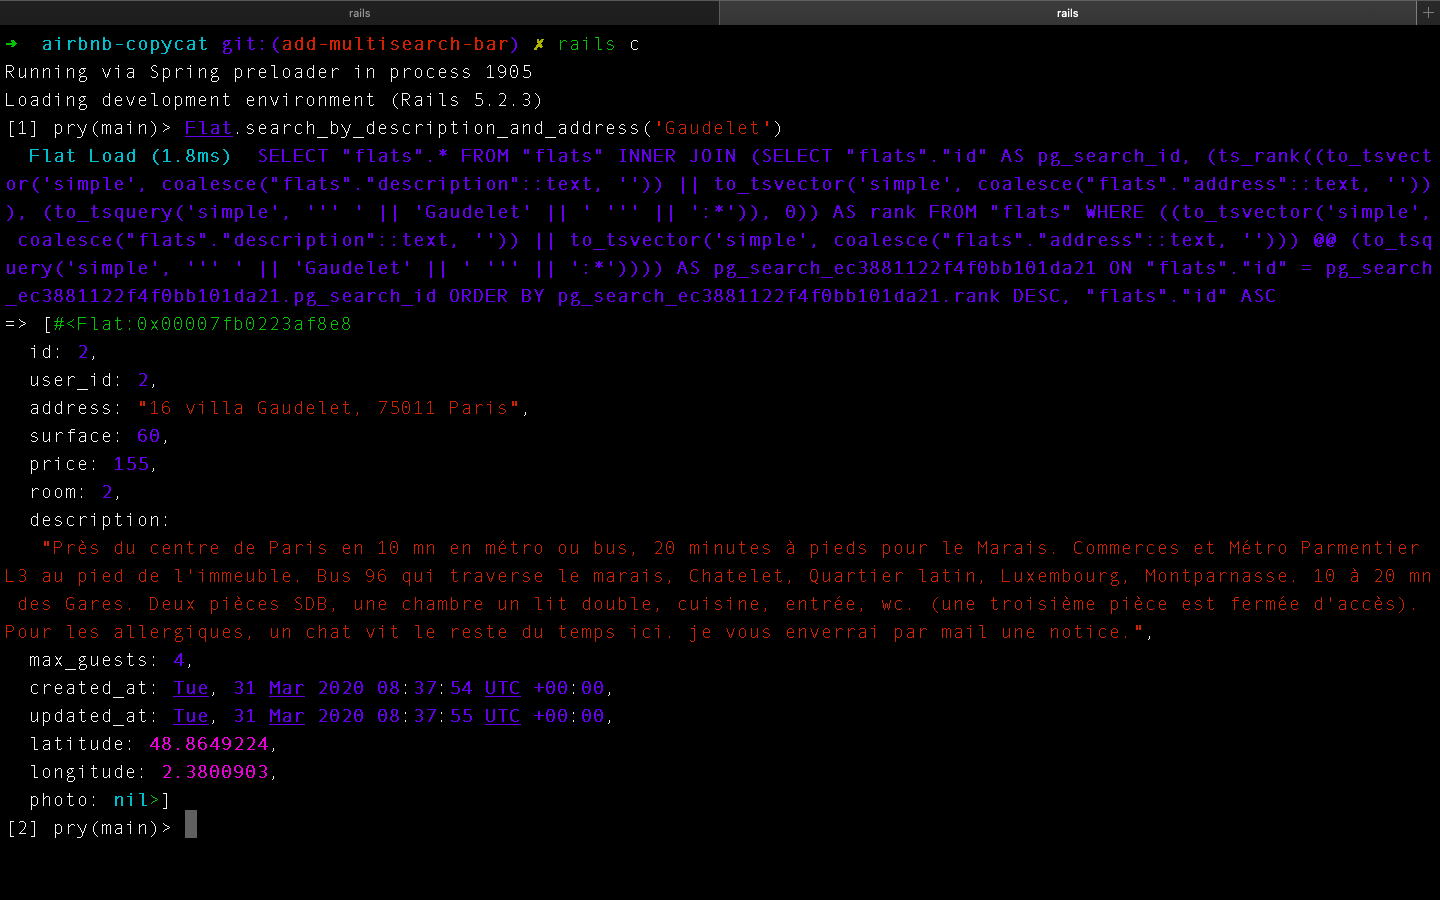 rails
rails
+
➜  airbnb-copycat git:(add-multisearch-bar) ✗ rails c
Running via Spring preloader in process 1905
Loading development environment (Rails 5.2.3)
[1] pry(main)> Flat.search_by_description_and_address('Gaudelet')
  Flat Load (1.8ms)  SELECT "flats".* FROM "flats" INNER JOIN (SELECT "flats"."id" AS pg_search_id, (ts_rank((to_tsvect
or('simple', coalesce("flats"."description"::text, '')) || to_tsvector('simple', coalesce("flats"."address"::text, ''))
), (to_tsquery('simple', ''' ' || 'Gaudelet' || ' ''' || ':*')), 0)) AS rank FROM "flats" WHERE ((to_tsvector('simple',
 coalesce("flats"."description"::text, '')) || to_tsvector('simple', coalesce("flats"."address"::text, ''))) @@ (to_tsq
uery('simple', ''' ' || 'Gaudelet' || ' ''' || ':*')))) AS pg_search_ec3881122f4f0bb101da21 ON "flats"."id" = pg_search
_ec3881122f4f0bb101da21.pg_search_id ORDER BY pg_search_ec3881122f4f0bb101da21.rank DESC, "flats"."id" ASC
=> [#<Flat:0x00007fb0223af8e8
  id: 2,
  user_id: 2,
  address: "16 villa Gaudelet, 75011 Paris",
  surface: 60,
  price: 155,
  room: 2,
  description:
   "Près du centre de Paris en 10 mn en métro ou bus, 20 minutes à pieds pour le Marais. Commerces et Métro Parmentier
L3 au pied de l'immeuble. Bus 96 qui traverse le marais, Chatelet, Quartier latin, Luxembourg, Montparnasse. 10 à 20 mn
 des Gares. Deux pièces SDB, une chambre un lit double, cuisine, entrée, wc. (une troisième pièce est fermée d'accès).
Pour les allergiques, un chat vit le reste du temps ici. je vous enverrai par mail une notice.",
  max_guests: 4,
  created_at: Tue, 31 Mar 2020 08:37:54 UTC +00:00,
  updated_at: Tue, 31 Mar 2020 08:37:55 UTC +00:00,
  latitude: 48.8649224,
  longitude: 2.3800903,
  photo: nil>]
[2] pry(main)>